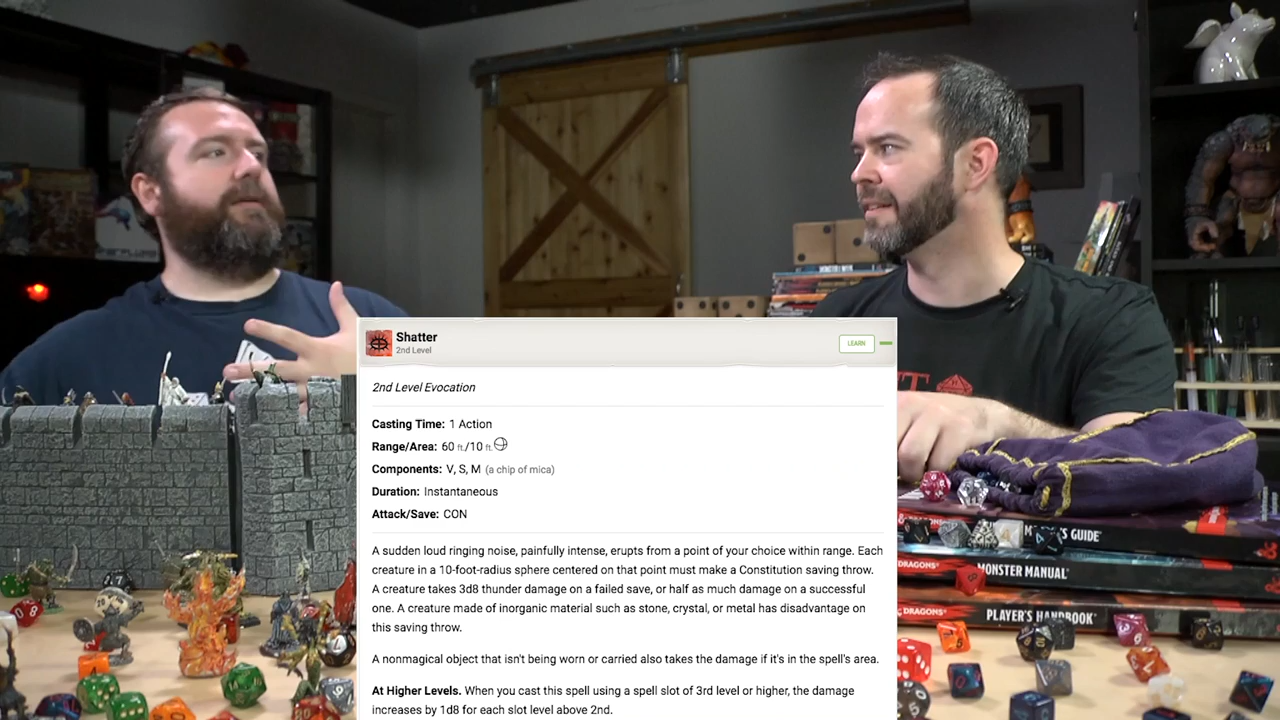 Shatter
2nd Level
LEARN
2nd Level Evocation
Casting Time: 1 Action
Range/Area: 60 ft./10 ft.
Components: V, S, M (a chip of mica)
Duration: Instantaneous
Attack/Save: CON
A sudden loud ringing noise, painfully intense, erupts from a point of your choice within range. Each
creature in a 10-foot-radius sphere centered on that point must make a Constitution saving throw.
A creature takes 3d8 thunder damage on a failed save, or half as much damage on a successful
one. A creature made of inorganic material such as stone, crystal, or metal has disadvantage on
this saving throw.
A nonmagical object that isn't being worn or carried also takes the damage if it's in the spell's area.
At Higher Levels. When you cast this spell using a spell slot of 3rd level or higher, the damage
increases by 1d8 for each slot level above 2nd.
GUIDE
DRAGONS MONSTER MANUAL
DRAGONS PLAYER'S HANDBOOK